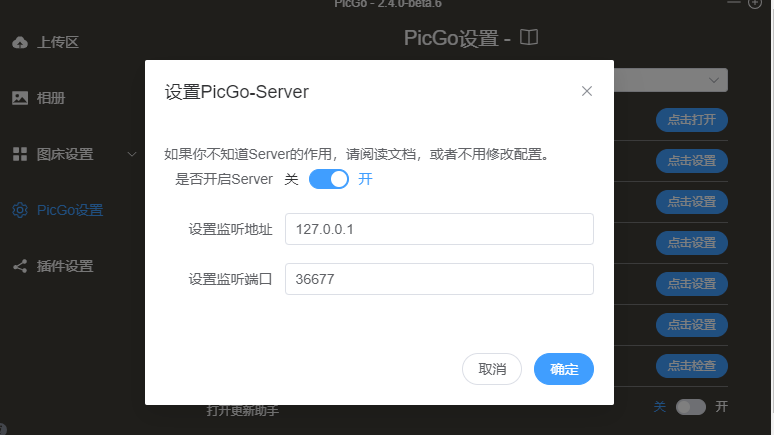 PicGo - 2.4.0-beta.6
上传区
PicGo设置 -
相册
设置PicGo-Server
点击打开
图床设置
如果你不知道Server的作用，请阅读文档，或者不用修改配置。
点击设置
是否开启Server 关 开
PicGo设置
点击设置
设置监听地址 127.0.0.1
点击设置
插件设置
设置监听端口 36677
点击设置
点击设置
取消 确定
点击检查
打开更新助手 关 开